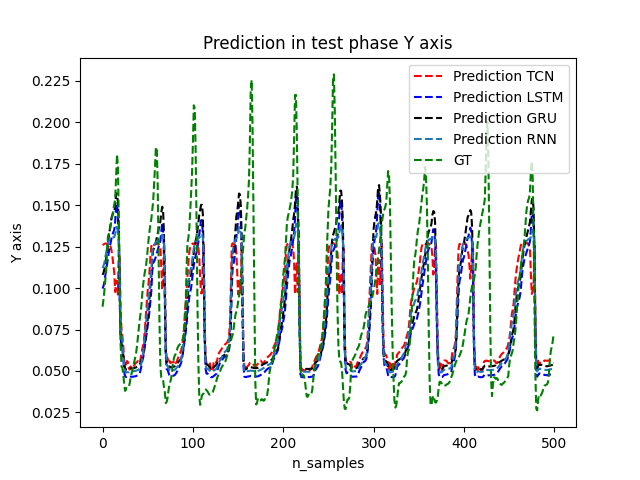 Prediction in test phase Y axis
Prediction TCN
Prediction LSTM
Prediction GRU
Prediction RNN
GT
Y axis
0.225
0.200
0.175
0.150
0.125
0.100
0.075
0.050
0.025
0 100 200 300 400 500
n_samples